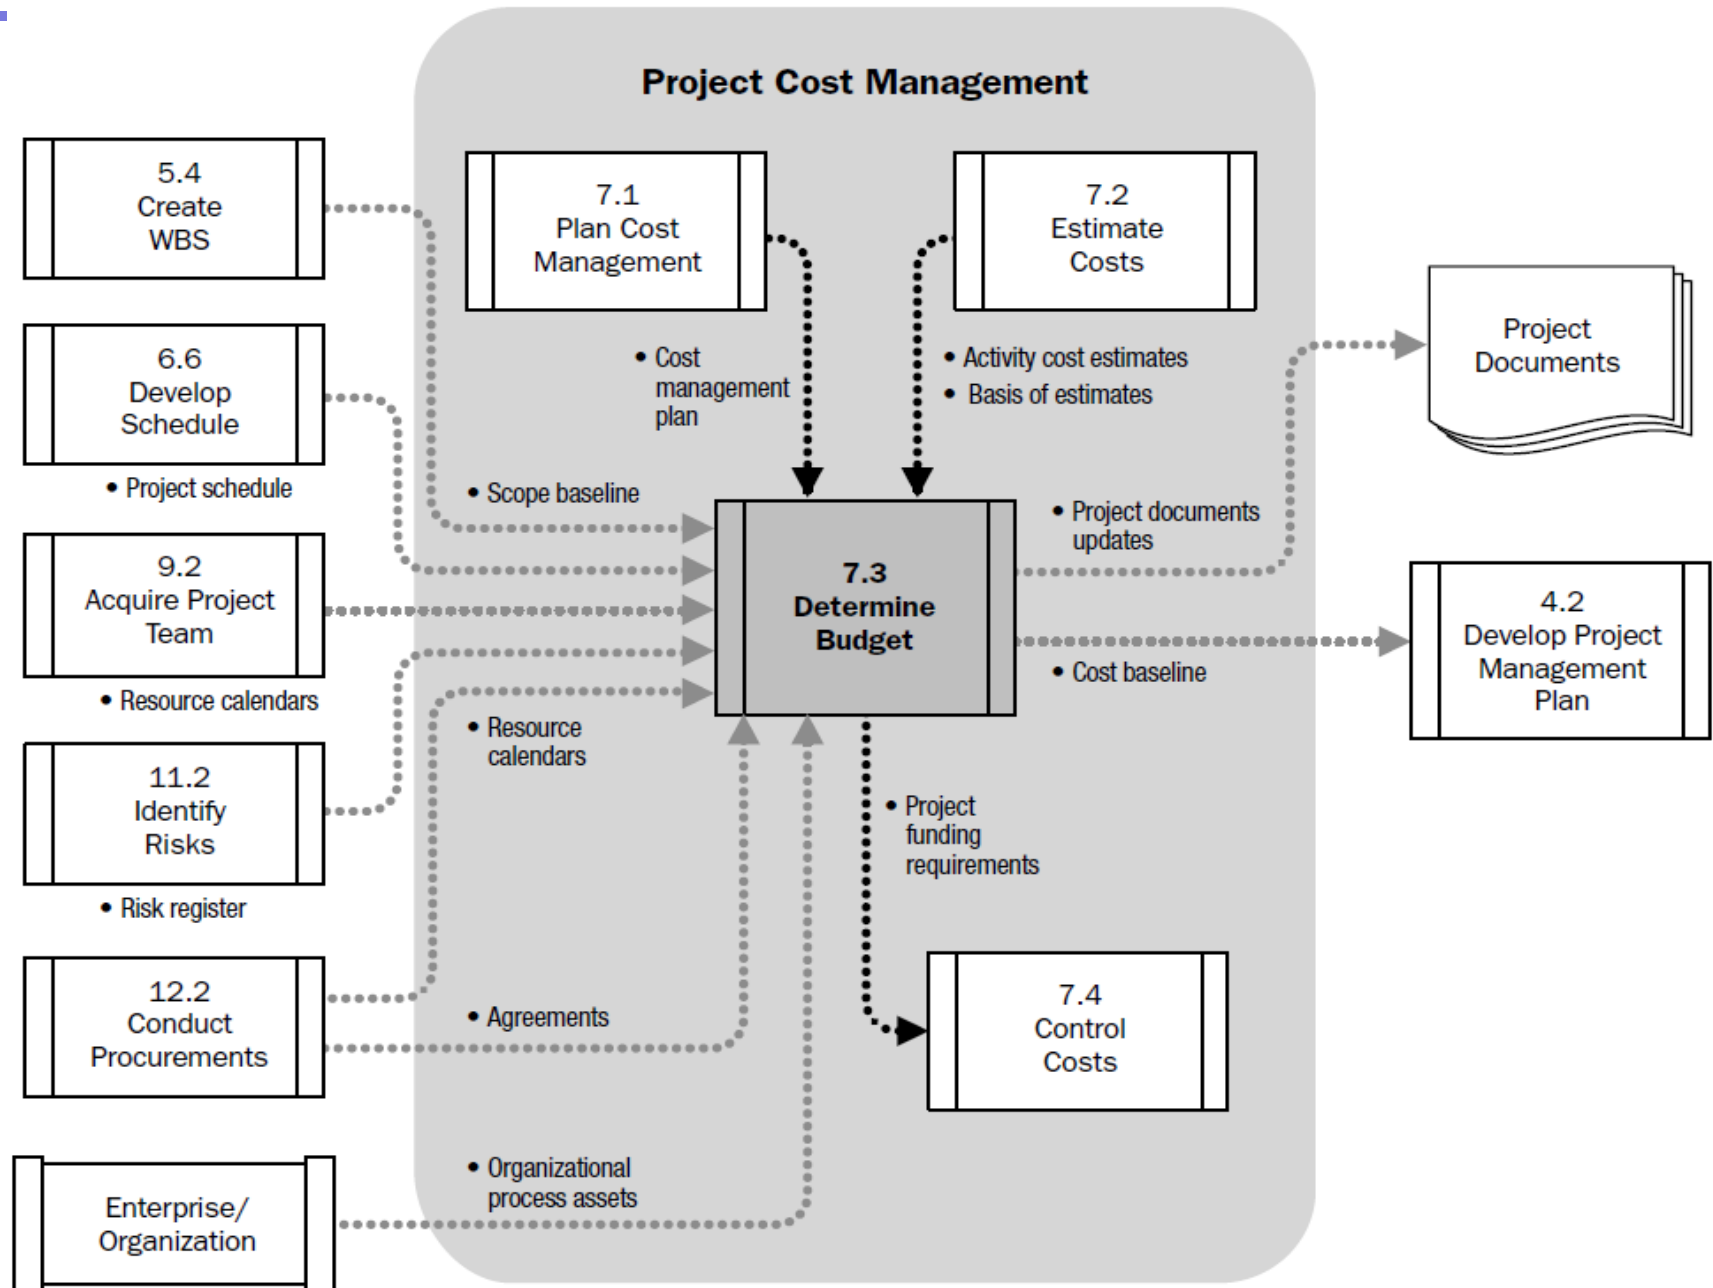 Project Cost Management
5.4
Create
WBS
7.1
Plan Cost
Management
7.2
Estimate
Costs
Project
Documents
6.6
Develop
Schedule
• Cost
management
plan
• Activity cost estimates
• Basis of estimates
• Project schedule
• Scope baseline
• Project documents
updates
9.2
Acquire Project
Team
7.3
Determine
Budget
4.2
Develop Project
Management
Plan
• Cost baseline
• Resource calendars
• Resource
calendars
11.2
Identify
Risks
• Project
funding
requirements
• Risk register
12.2
Conduct
Procurements
• Agreements
7.4
Control
Costs
• Organizational
process assets
Enterprise/
Organization